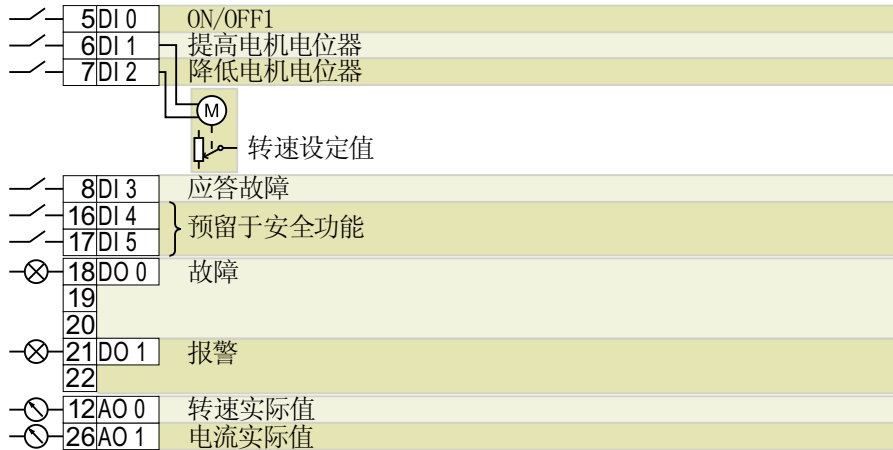 5 DI 0 ON/OFF1
6 DI 1 提高电机电位器
7 DI 2 降低电机电位器
M
转速设定值
8 DI 3 应答故障
16 DI 4
17 DI 5
预留于安全功能
18 DO 0 故障
19
20
21 DO 1 报警
22
12 AO 0 转速实际值
26 AO 1 电流实际值